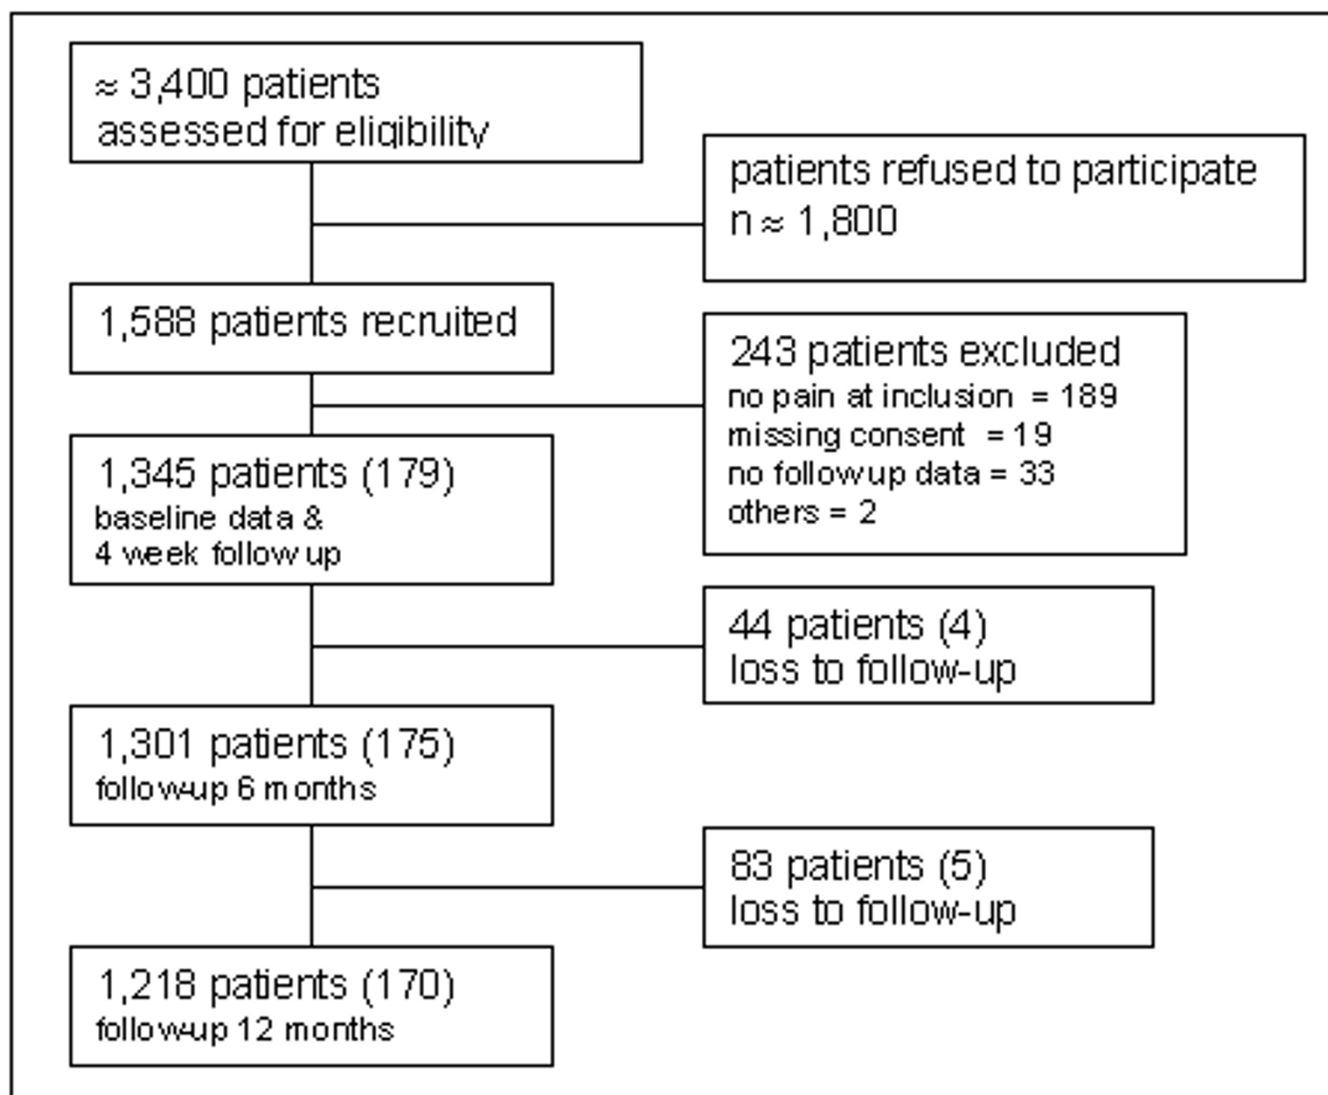 ≈ 3,400 patients
assessed for eligibility
patients refused to participate
n ≈ 1,800
1,588 patients recruited
243 patients excluded
no pain at inclusion = 189
missing consent = 19
no follow up data = 33
others = 2
1,345 patients (179)
baseline data &
4 week follow up
44 patients (4)
loss to follow-up
1,301 patients (175)
follow-up 6 months
83 patients (5)
loss to follow-up
1,218 patients (170)
follow-up 12 months